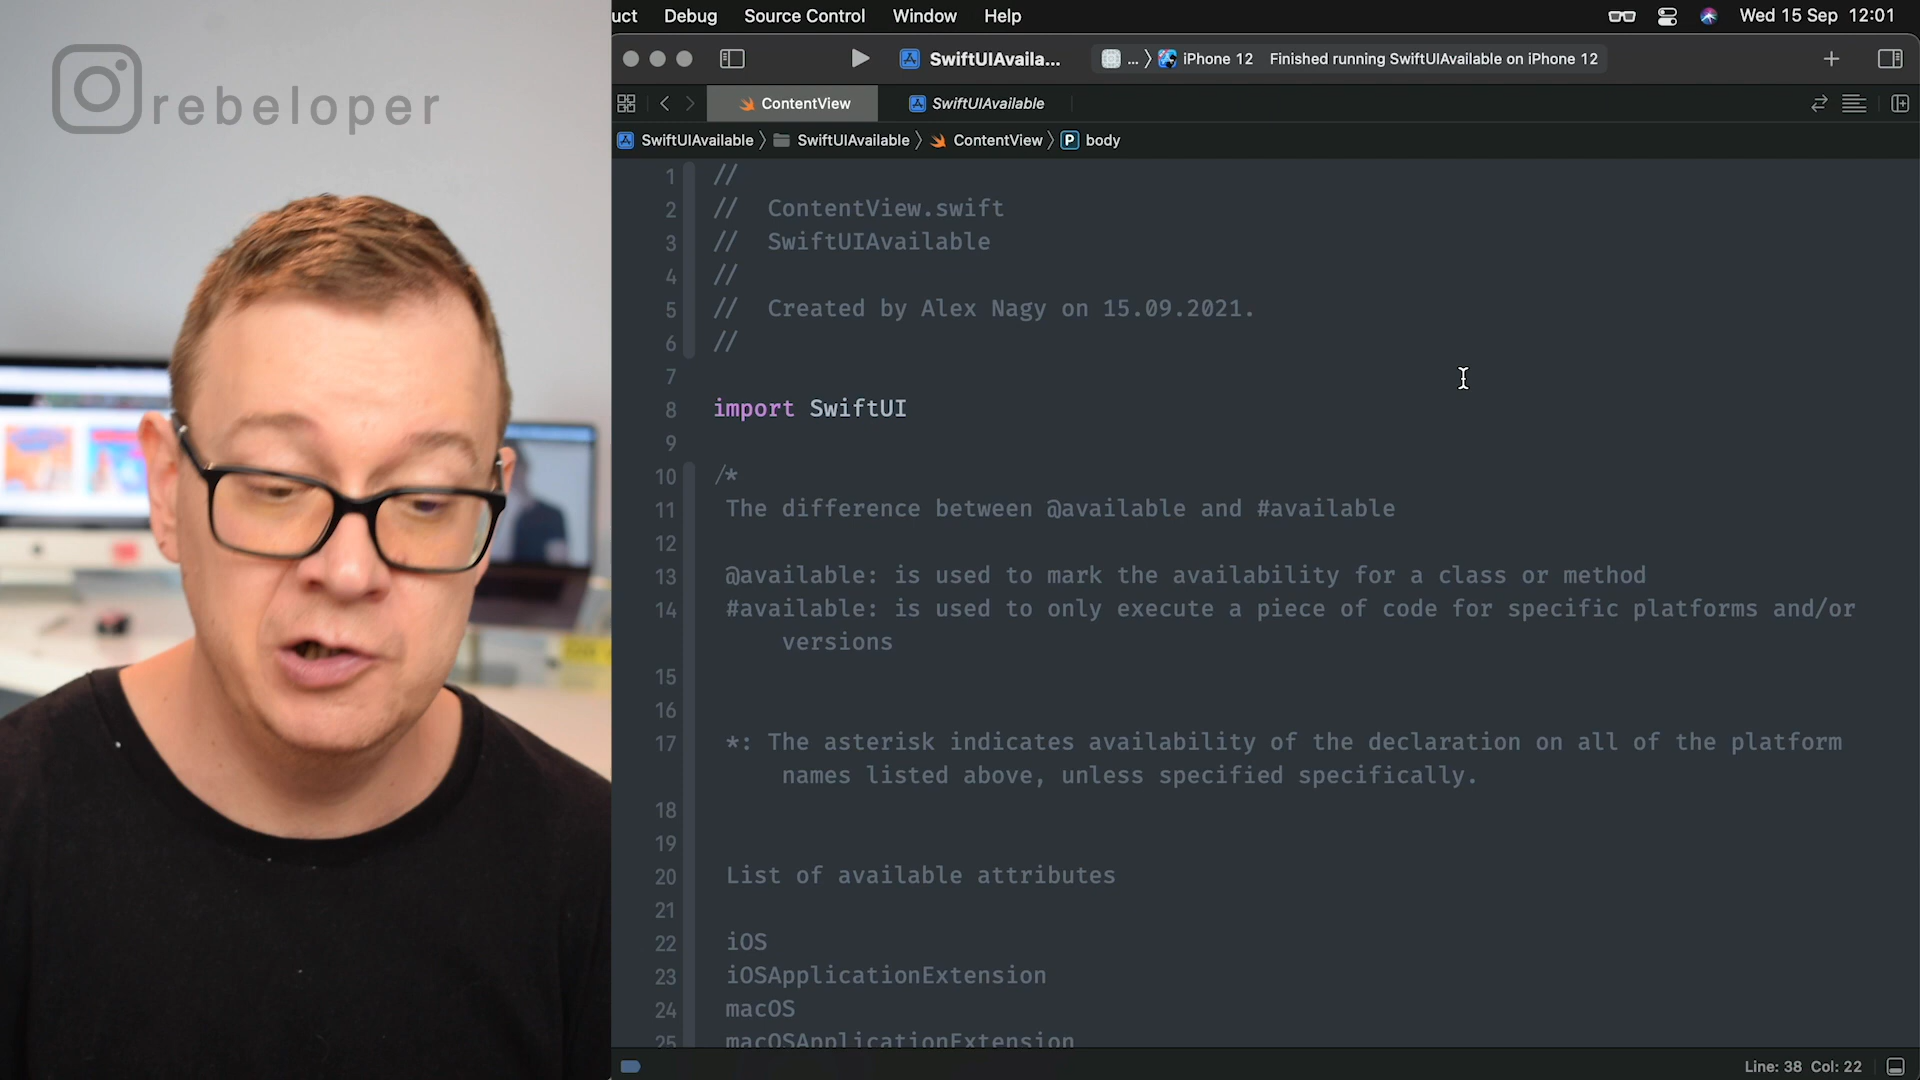 uct Debug Source Control Window Help Wed 15 Sep 12:01
SwiftUIAvaila... ... iPhone 12 Finished running SwiftUIAvailable on iPhone 12
rebeloper
ContentView SwiftUIAvailable
SwiftUIAvailable SwiftUIAvailable ContentView P body
1 //
2 // ContentView.swift
3 // SwiftUIAvailable
4 //
5 // Created by Alex Nagy on 15.09.2021.
6 //
7
8 import SwiftUI
9
10 /*
11 The difference between @available and #available
12
13 @available: is used to mark the availability for a class or method
14 #available: is used to only execute a piece of code for specific platforms and/or
versions
15
16
17 *: The asterisk indicates availability of the declaration on all of the platform
names listed above, unless specified specifically.
18
19
20 List of available attributes
21
22 iOS
23 iOSApplicationExtension
24 macOS
25 macOSApplicationExtension
Line: 38 Col: 22